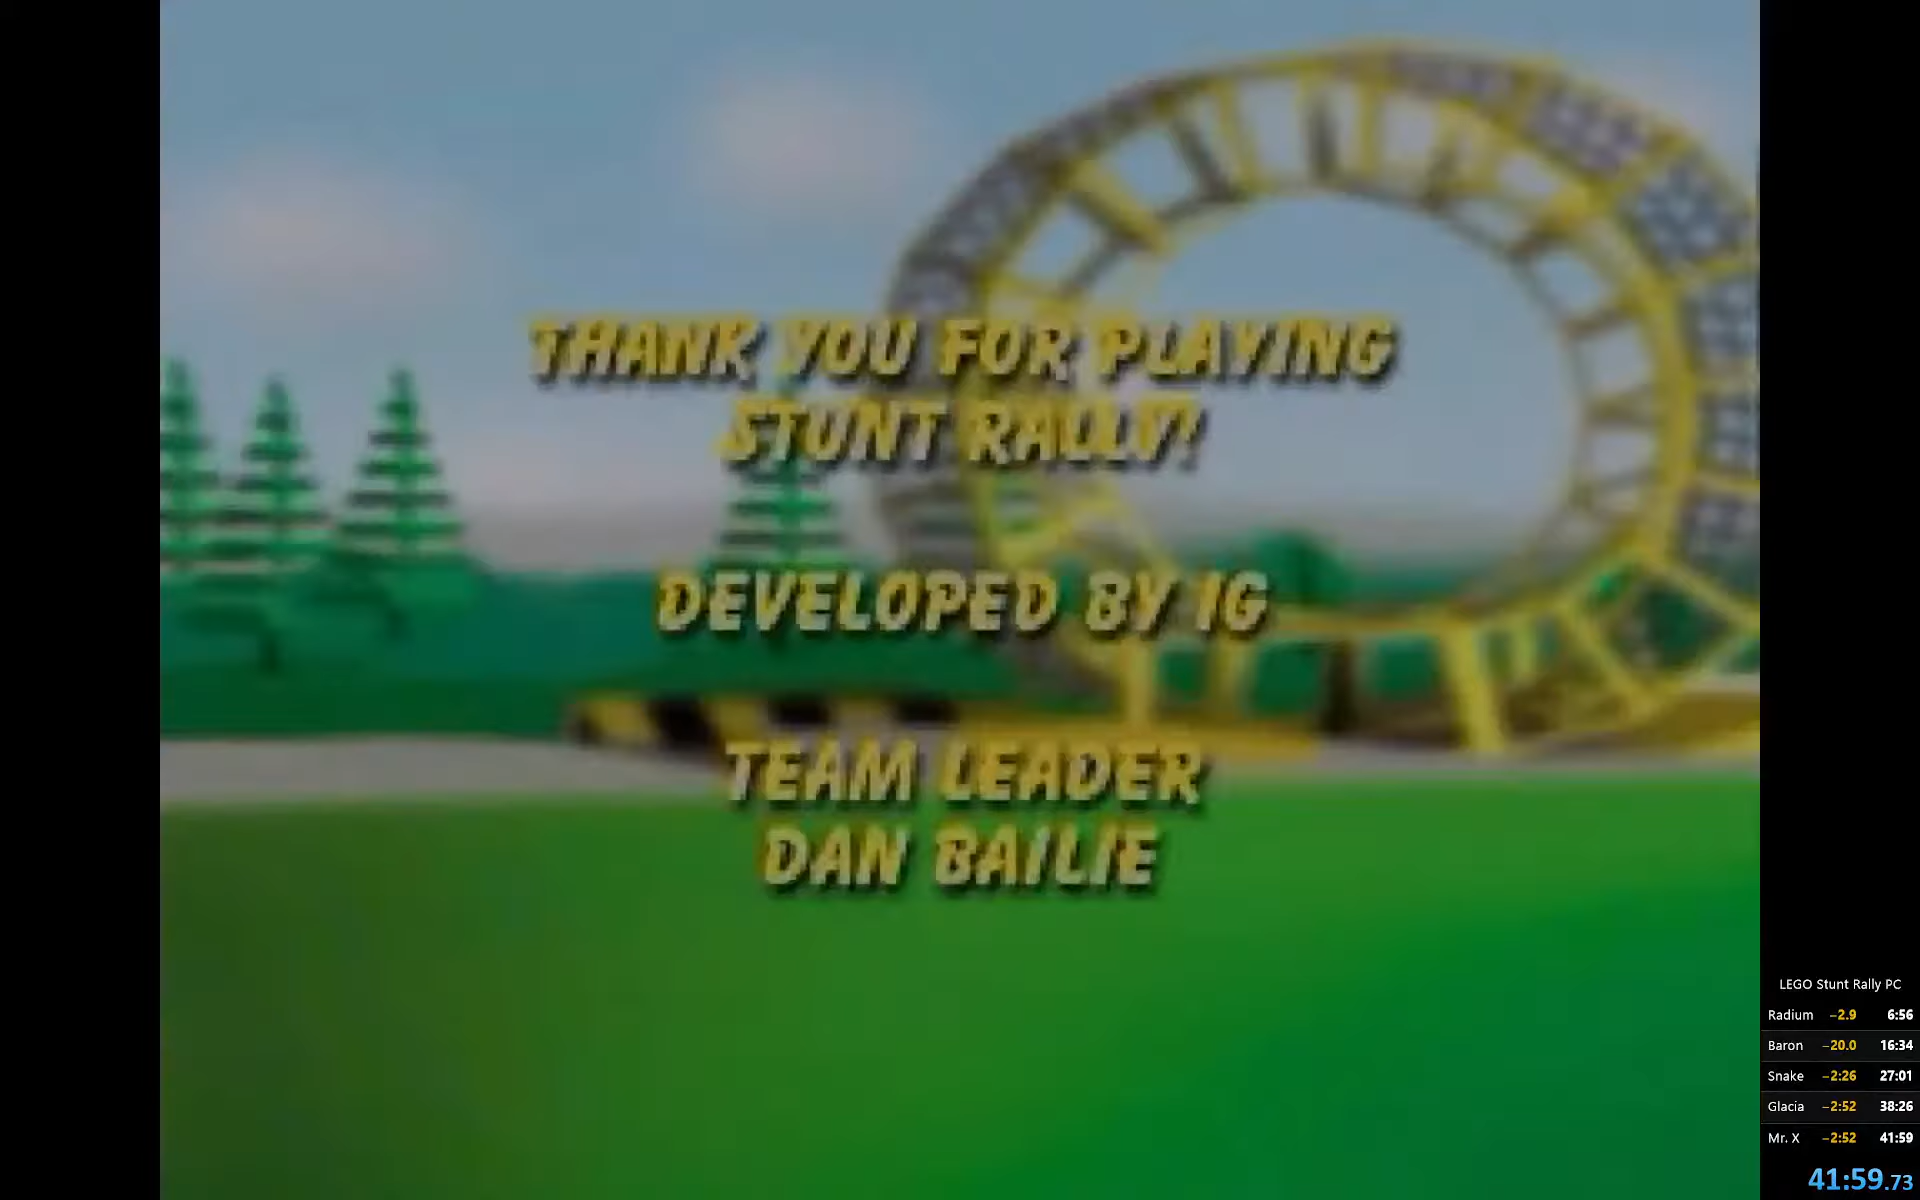 THANK YOU FOR PLAYING
STUNT RALLY!
DEVELOPED BY IG
TEAM LEADER
DAN BAILIE
LEGO Stunt Rally PC
Radium −2.9 6:56
Baron −20.0 16:34
Snake −2:26 27:01
Glacia −2:52 38:26
Mr. X −2:52 41:59
41:59.73